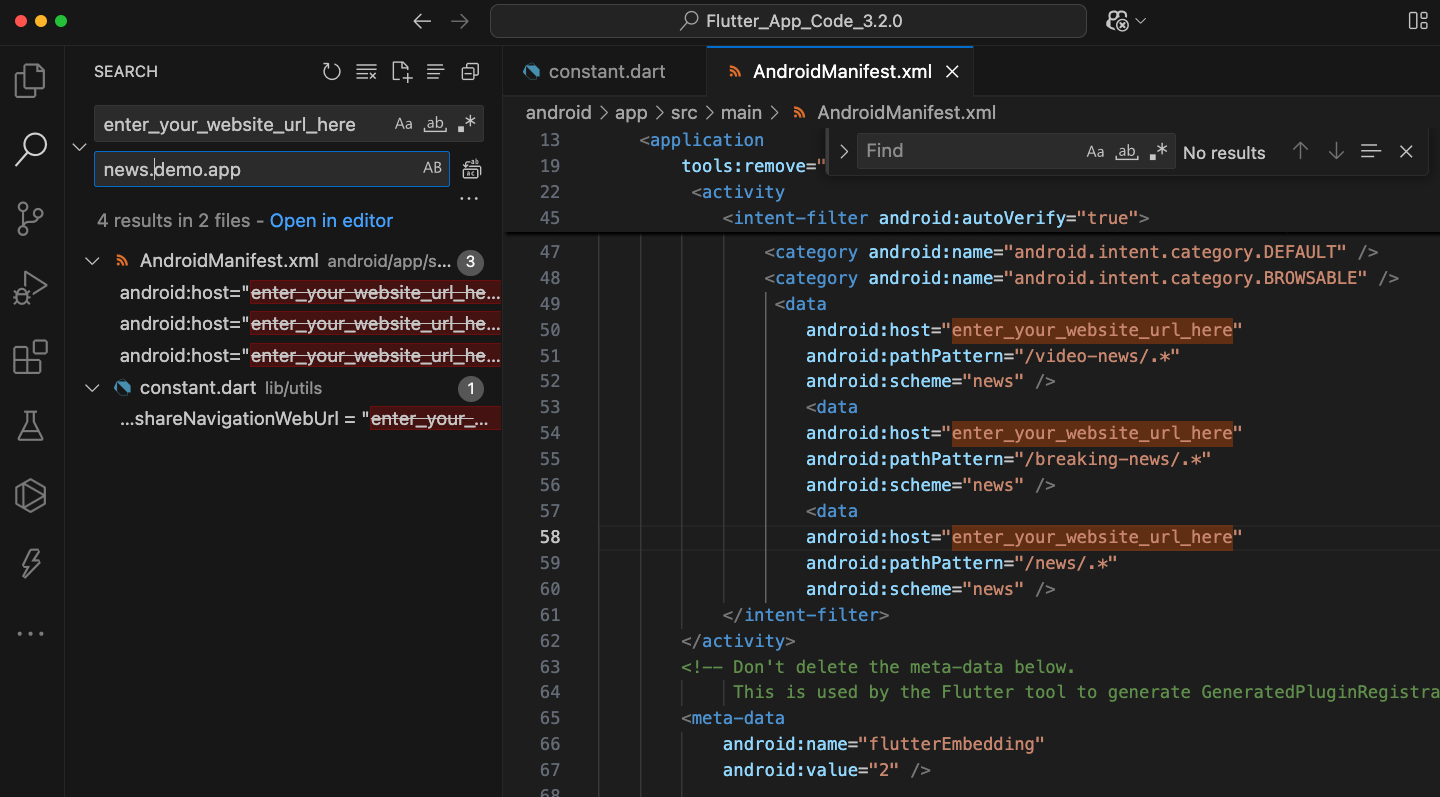 Flutter_App_Code_3.2.0
SEARCH
enter_your_website_url_here Aa ab .*
news.demo.app AB
4 results in 2 files - Open in editor
AndroidManifest.xml android/app/s... 3
android:host="enter_your_website_url_he...
android:host="enter_your_website_url_he...
android:host="enter_your_website_url_he...
constant.dart lib/utils 1
...shareNavigationWebUrl = "enter_your_...
constant.dart
AndroidManifest.xml
android > app > src > main > AndroidManifest.xml
Find Aa ab .* No results
13 <application
19 tools:remove="
22 <activity
45 <intent-filter android:autoVerify="true">
47 <category android:name="android.intent.category.DEFAULT" />
48 <category android:name="android.intent.category.BROWSABLE" />
49 <data
50 android:host="enter_your_website_url_here"
51 android:pathPattern="/video-news/.*"
52 android:scheme="news" />
53 <data
54 android:host="enter_your_website_url_here"
55 android:pathPattern="/breaking-news/.*"
56 android:scheme="news" />
57 <data
58 android:host="enter_your_website_url_here"
59 android:pathPattern="/news/.*"
60 android:scheme="news" />
61 </intent-filter>
62 </activity>
63 <!-- Don't delete the meta-data below.
64 This is used by the Flutter tool to generate GeneratedPluginRegistra
65 <meta-data
66 android:name="flutterEmbedding"
67 android:value="2" />
68